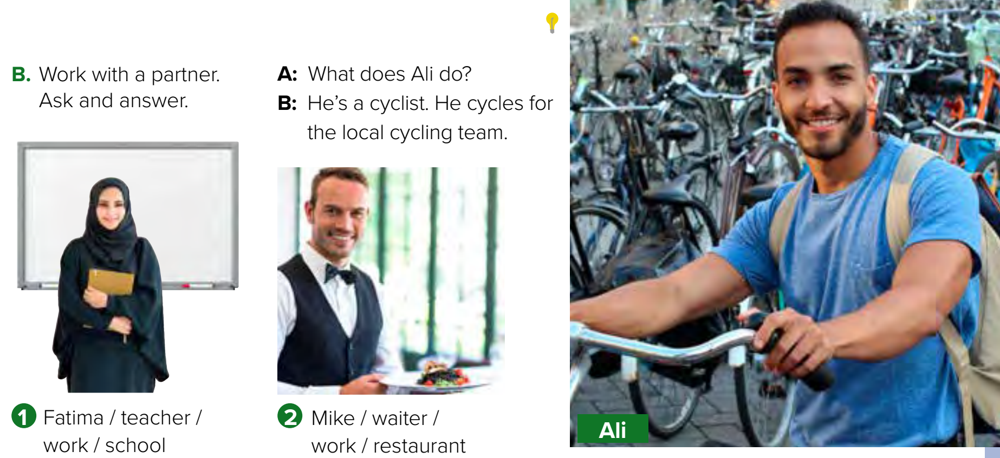 B. Work with a partner.
Ask and answer.
A: What does Ali do?
B: He’s a cyclist. He cycles for
the local cycling team.
1 Fatima / teacher /
work / school
2 Mike / waiter /
work / restaurant
Ali